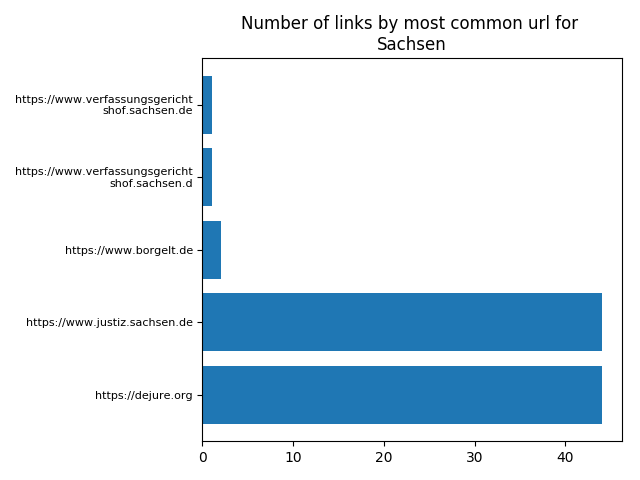 Number of links by most common url for
Sachsen
https://www.verfassungsgericht
shof.sachsen.de
https://www.verfassungsgericht
shof.sachsen.d
https://www.borgelt.de
https://www.justiz.sachsen.de
https://dejure.org
0 10 20 30 40